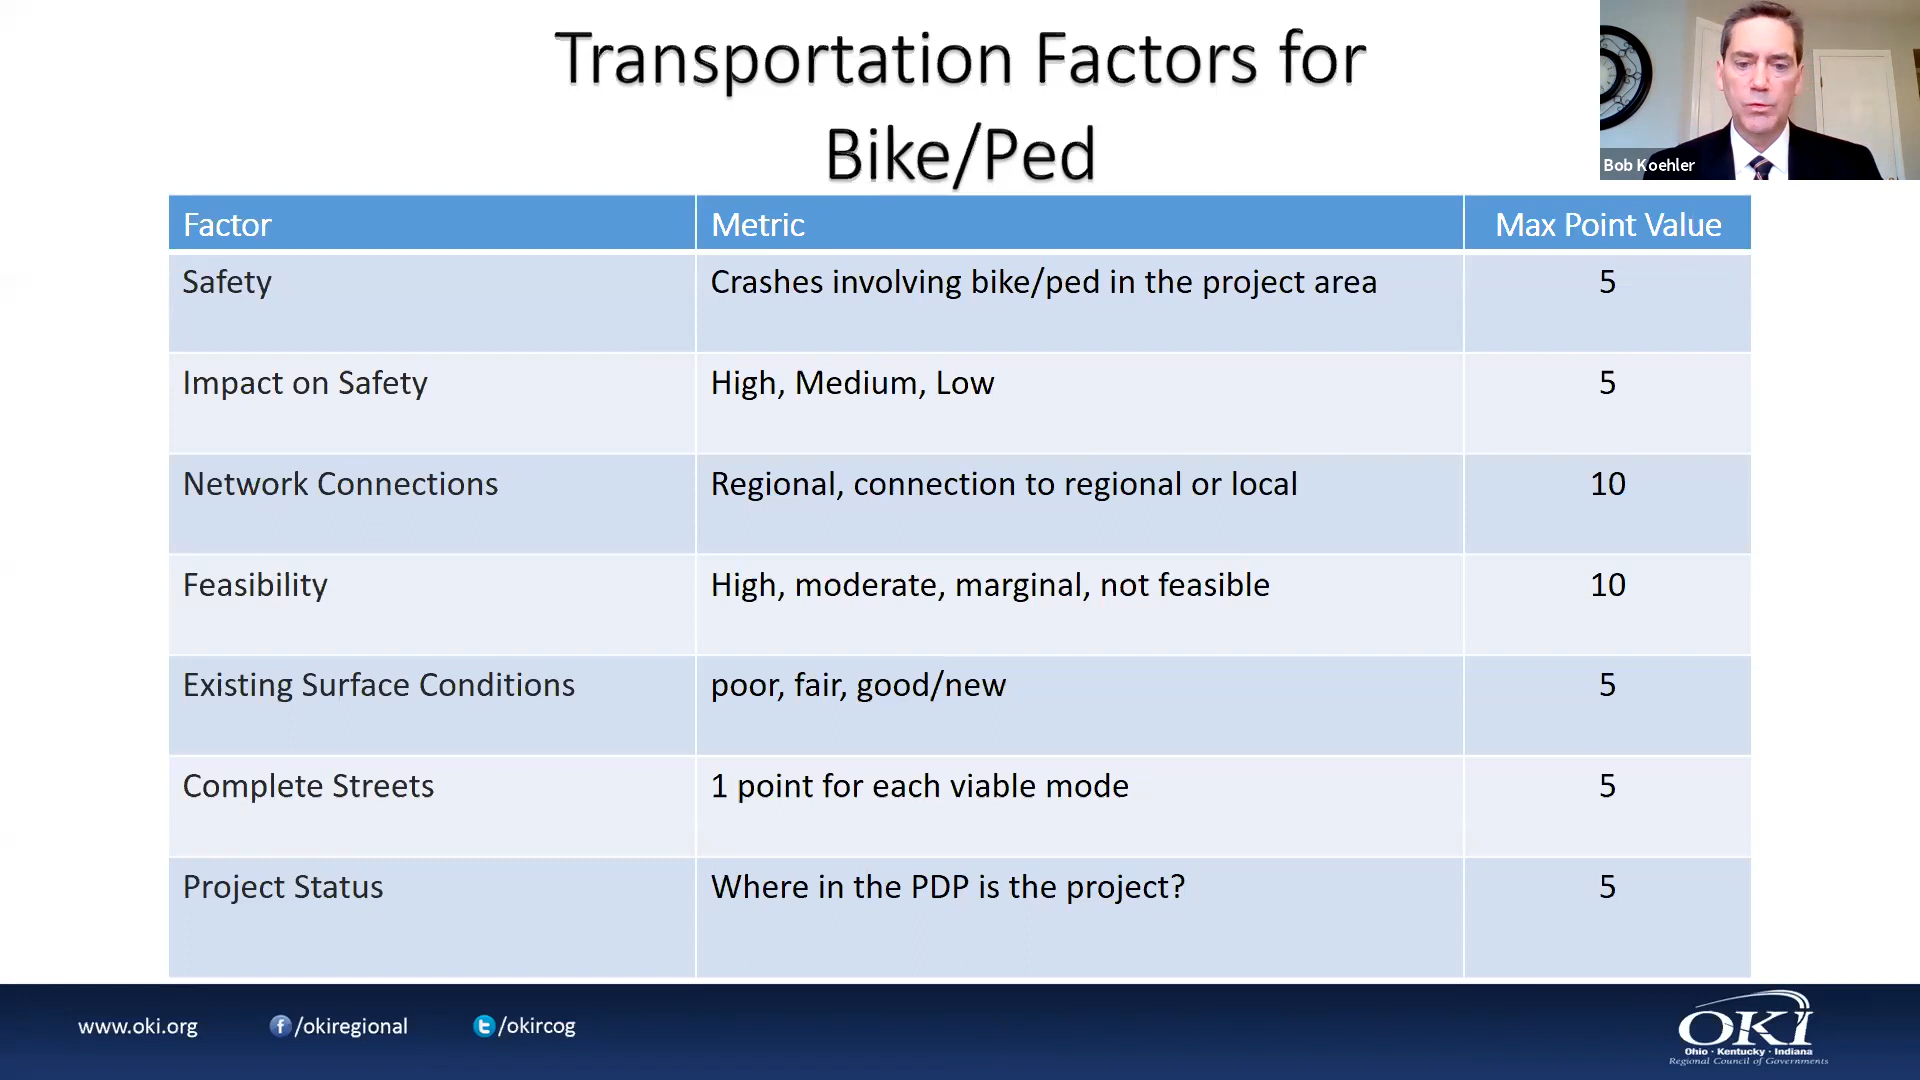 Transportation Factors for
Bike/Ped
Bob Koehler
Factor Metric Max Point Value
Safety Crashes involving bike/ped in the project area 5
Impact on Safety High, Medium, Low 5
Network Connections Regional, connection to regional or local 10
Feasibility High, moderate, marginal, not feasible 10
Existing Surface Conditions poor, fair, good/new 5
Complete Streets 1 point for each viable mode 5
Project Status Where in the PDP is the project? 5
www.oki.org /okiregional /okircog
OKI
Ohio · Kentucky · Indiana
Regional Council of Governments